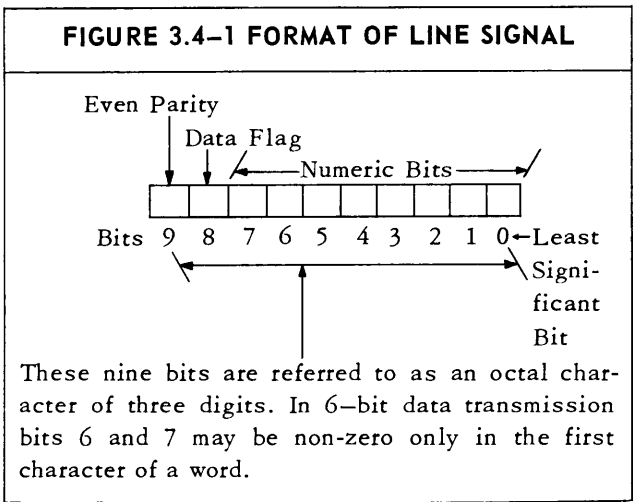 FIGURE 3.4–1 FORMAT OF LINE SIGNAL
Even Parity
Data Flag
Numeric Bits
Bits 9 8 7 6 5 4 3 2 1 0 Least
Signi-
ficant
Bit
These nine bits are referred to as an octal char-
acter of three digits. In 6–bit data transmission
bits 6 and 7 may be non-zero only in the first
character of a word.